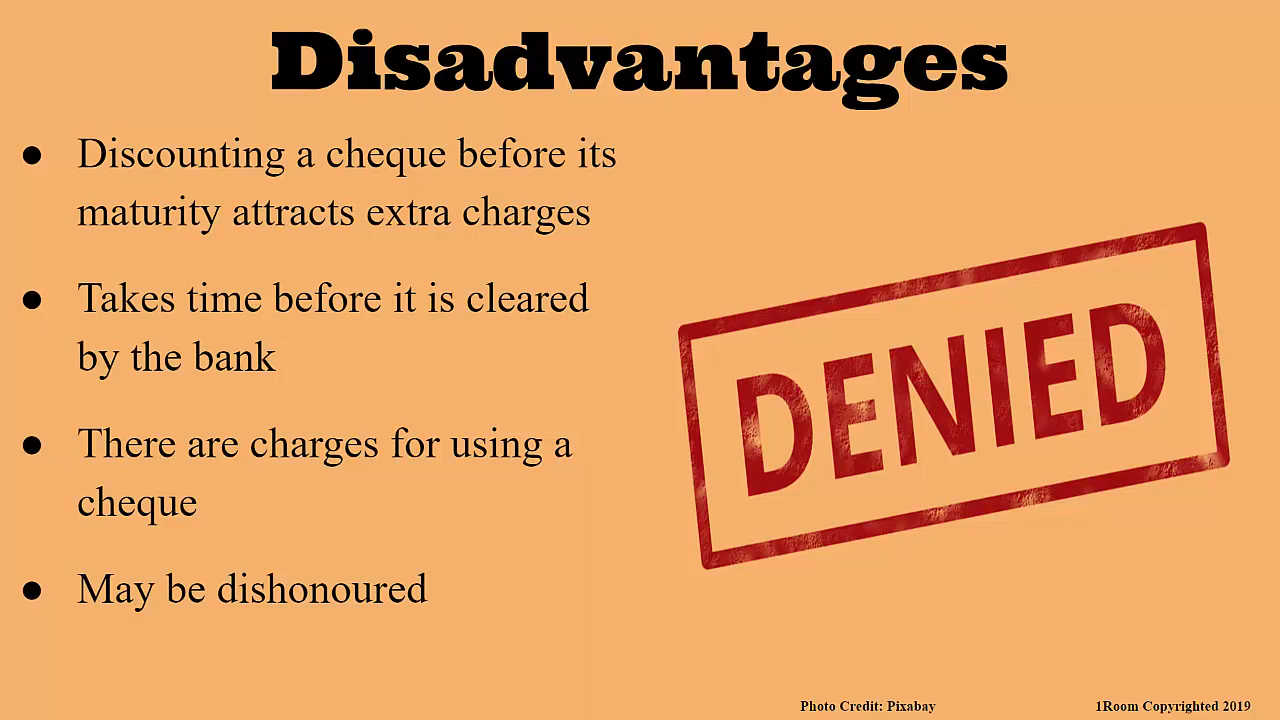 Disadvantages
● Discounting a cheque before its
maturity attracts extra charges
● Takes time before it is cleared
by the bank
● There are charges for using a
cheque
● May be dishonoured
DENIED
Photo Credit: Pixabay
1Room Copyrighted 2019